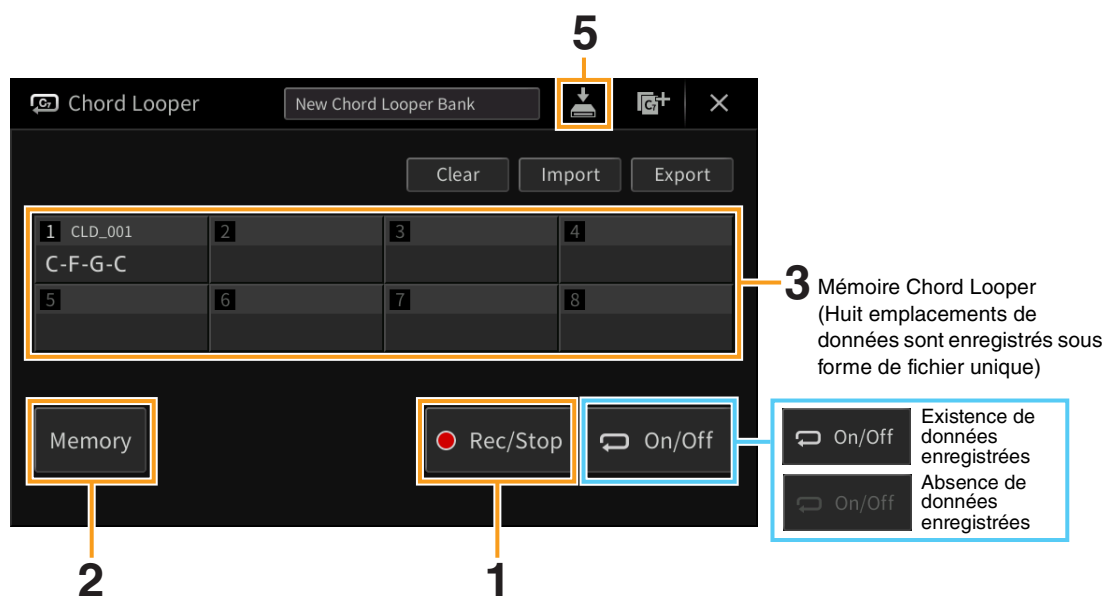 5
Chord Looper
New Chord Looper Bank
C7
Clear
Import
Export
1 CLD_001
2
3
4
C-F-G-C
5
6
7
8
3
Mémoire Chord Looper
(Huit emplacements de
données sont enregistrés sous
forme de fichier unique)
Memory
Rec/Stop
On/Off
On/Off
Existence de
données
enregistrées
On/Off
Absence de
données
enregistrées
2
1